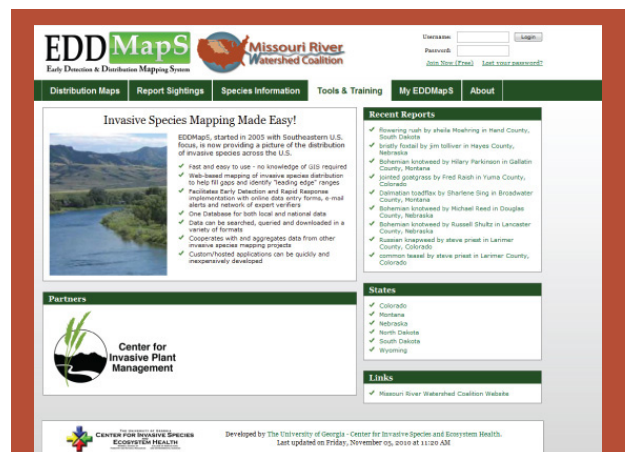 EDDMapS
Early Detection & Distribution Mapping System
Missouri River
Watershed Coalition
Username:
Login
Password:
Join Now (Free) Lost your password?
Distribution Maps Report Sightings Species Information Tools & Training My EDDMapS About
Invasive Species Mapping Made Easy!
EDDMapS, started in 2005 with Southeastern U.S.
focus, is now providing a picture of the distribution
of invasive species across the U.S.
Fast and easy to use - no knowledge of GIS required
Web-based mapping of invasive species distribution
to help fill gaps and identify "leading edge" ranges
Facilitates Early Detection and Rapid Response
implementation with online data entry forms, e-mail
alerts and network of expert verifiers
One Database for both local and national data
Data can be searched, queried and downloaded in a
variety of formats
Cooperates with and aggregates data from other
invasive species mapping projects
Custom/hosted applications can be quickly and
inexpensively developed
Recent Reports
flowering rush by sheila Moehring in Hand County,
South Dakota
bristly foxtail by jim tolliver in Hayes County,
Nebraska
Bohemian knotweed by Hilary Parkinson in Gallatin
County, Montana
jointed goatgrass by Fred Raish in Yuma County,
Colorado
Dalmatian toadflax by Sharlene Sing in Broadwater
County, Montana
Bohemian knotweed by Michael Reed in Douglas
County, Nebraska
Bohemian knotweed by Russell Shultz in Lancaster
County, Nebraska
Russian knapweed by steve priest in Larimer
County, Colorado
common teasel by steve priest in Larimer County,
Colorado
Partners
Center for
Invasive Plant
Management
States
Colorado
Montana
Nebraska
North Dakota
South Dakota
Wyoming
Links
Missouri River Watershed Coalition Website
The University of Georgia
Center for Invasive Species
Ecosystem Health
Developed by The University of Georgia - Center for Invasive Species and Ecosystem Health.
Last updated on Friday, November 05, 2010 at 11:20 AM